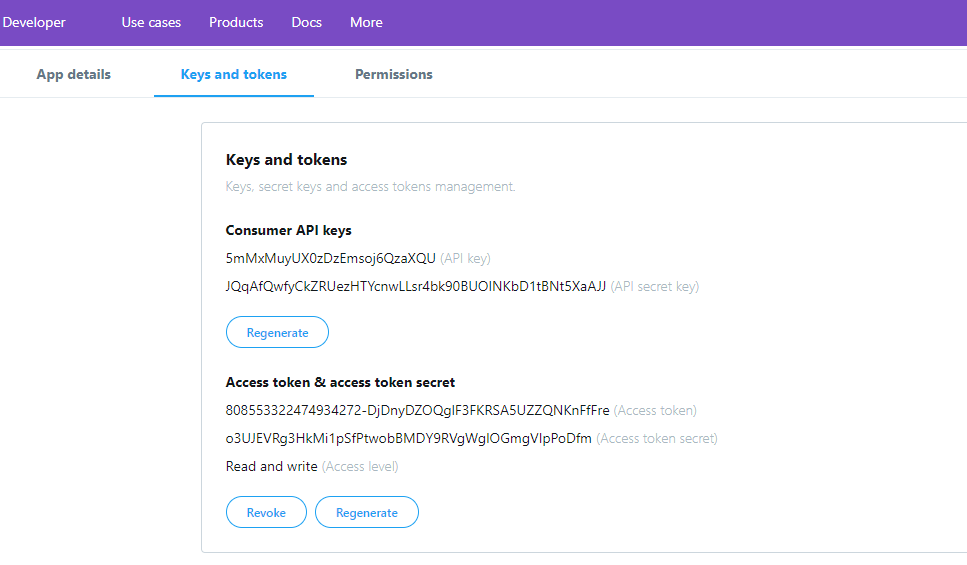 Developer Use cases Products Docs More
App details Keys and tokens Permissions
Keys and tokens
Keys, secret keys and access tokens management.
Consumer API keys
5mMxMuyUX0zDzEmsoj6QzaXQU (API key)
JQqAfQwfyCkZRUezHTYcnwLLsr4bk90BUOINKbD1tBNt5XaAJJ (API secret key)
Regenerate
Access token & access token secret
808553322474934272-DjDnyDZOQglF3FKRSA5UZZQNKnFfFre (Access token)
o3UJEVRg3HkMi1pSfPtwobBMDY9RVgWglOGmgVlpPoDfm (Access token secret)
Read and write (Access level)
Revoke Regenerate